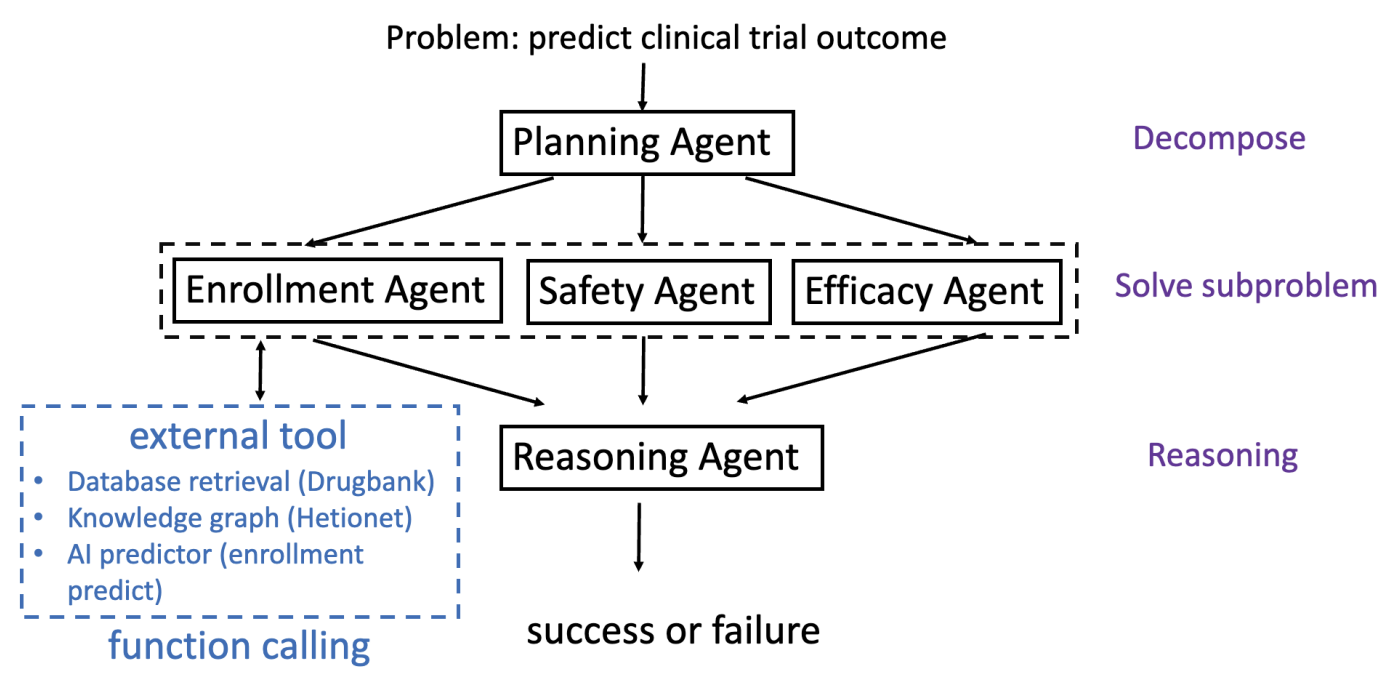 Problem: predict clinical trial outcome
Planning Agent
Decompose
Enrollment Agent
Safety Agent
Efficacy Agent
Solve subproblem
external tool
• Database retrieval (Drugbank)
• Knowledge graph (Hetionet)
• AI predictor (enrollment
predict)
function calling
Reasoning Agent
Reasoning
success or failure